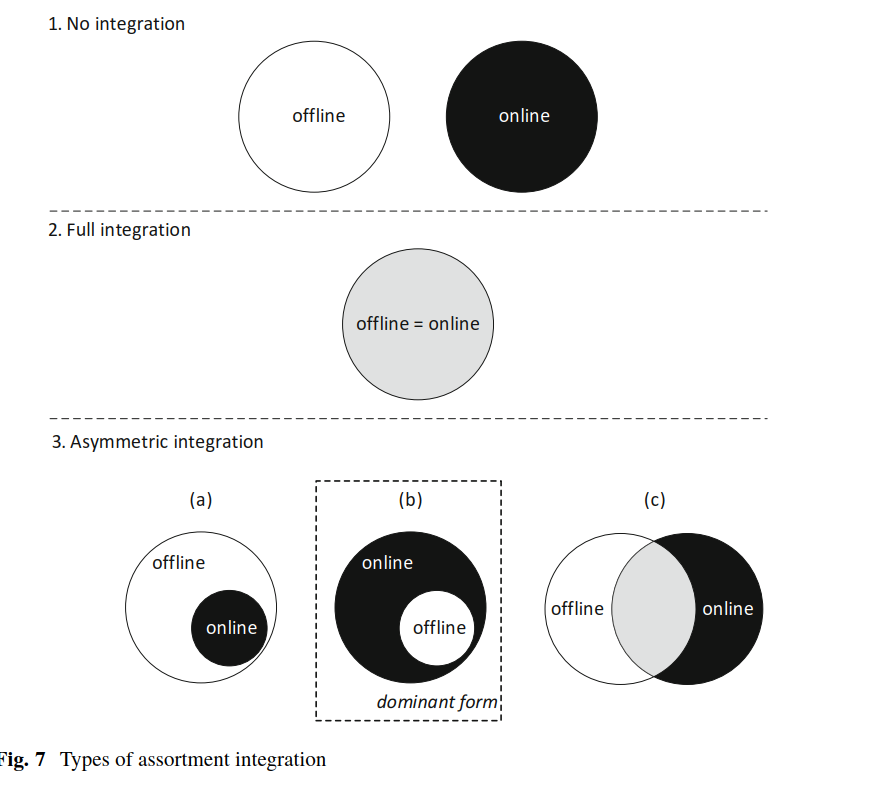 1. No integration
offline online
2. Full integration
offline = online
3. Asymmetric integration
(a) (b) (c)
offline online
online offline offline online
dominant form
Fig. 7 Types of assortment integration